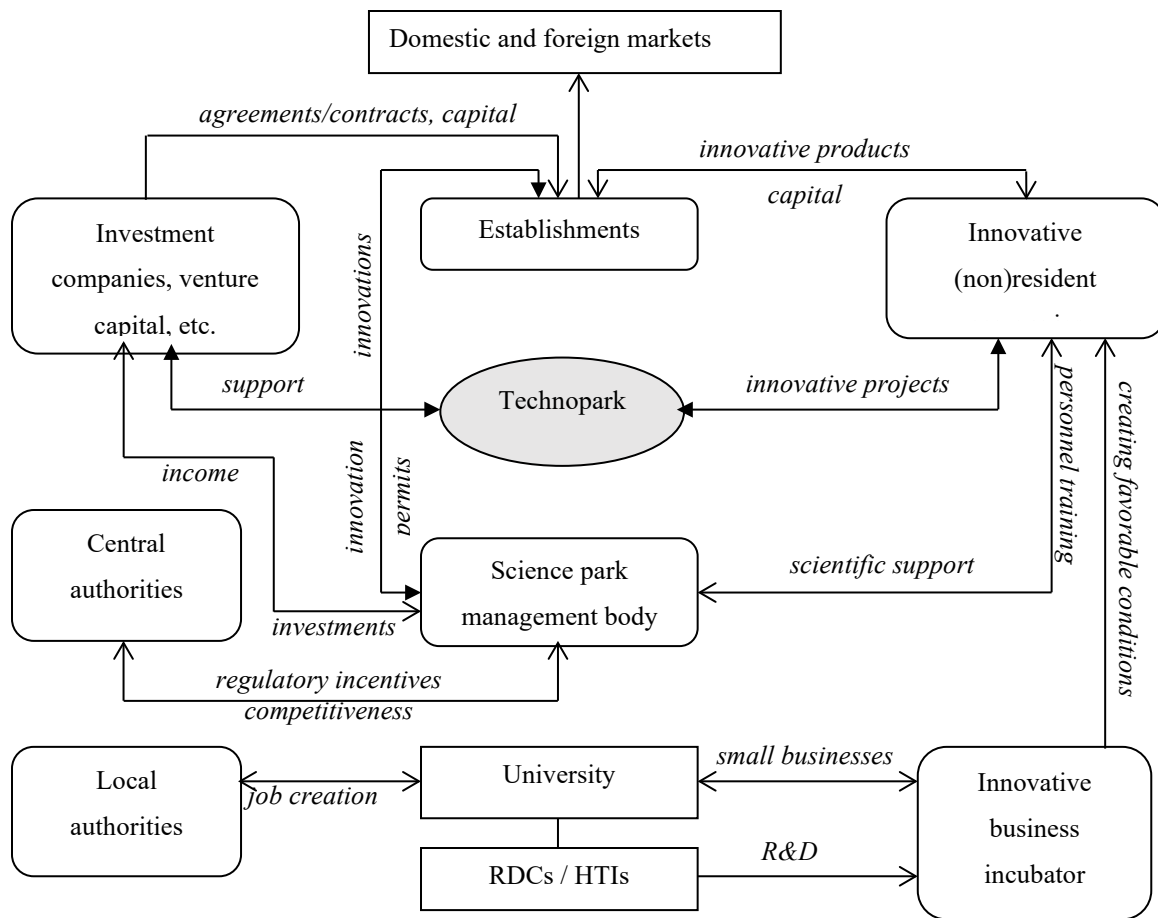 Domestic and foreign markets
agreements/contracts, capital
innovative products
capital
Investment
companies, venture
capital, etc.
Establishments
Innovative
(non)resident
.
innovations
support
Technopark
innovative projects
income
innovation
permits
personnel training
creating favorable conditions
Central
authorities
Science park
management body
scientific support
investments
regulatory incentives
competitiveness
Local
authorities
job creation
University
small businesses
Innovative
business
incubator
RDCs / HTIs
R&D